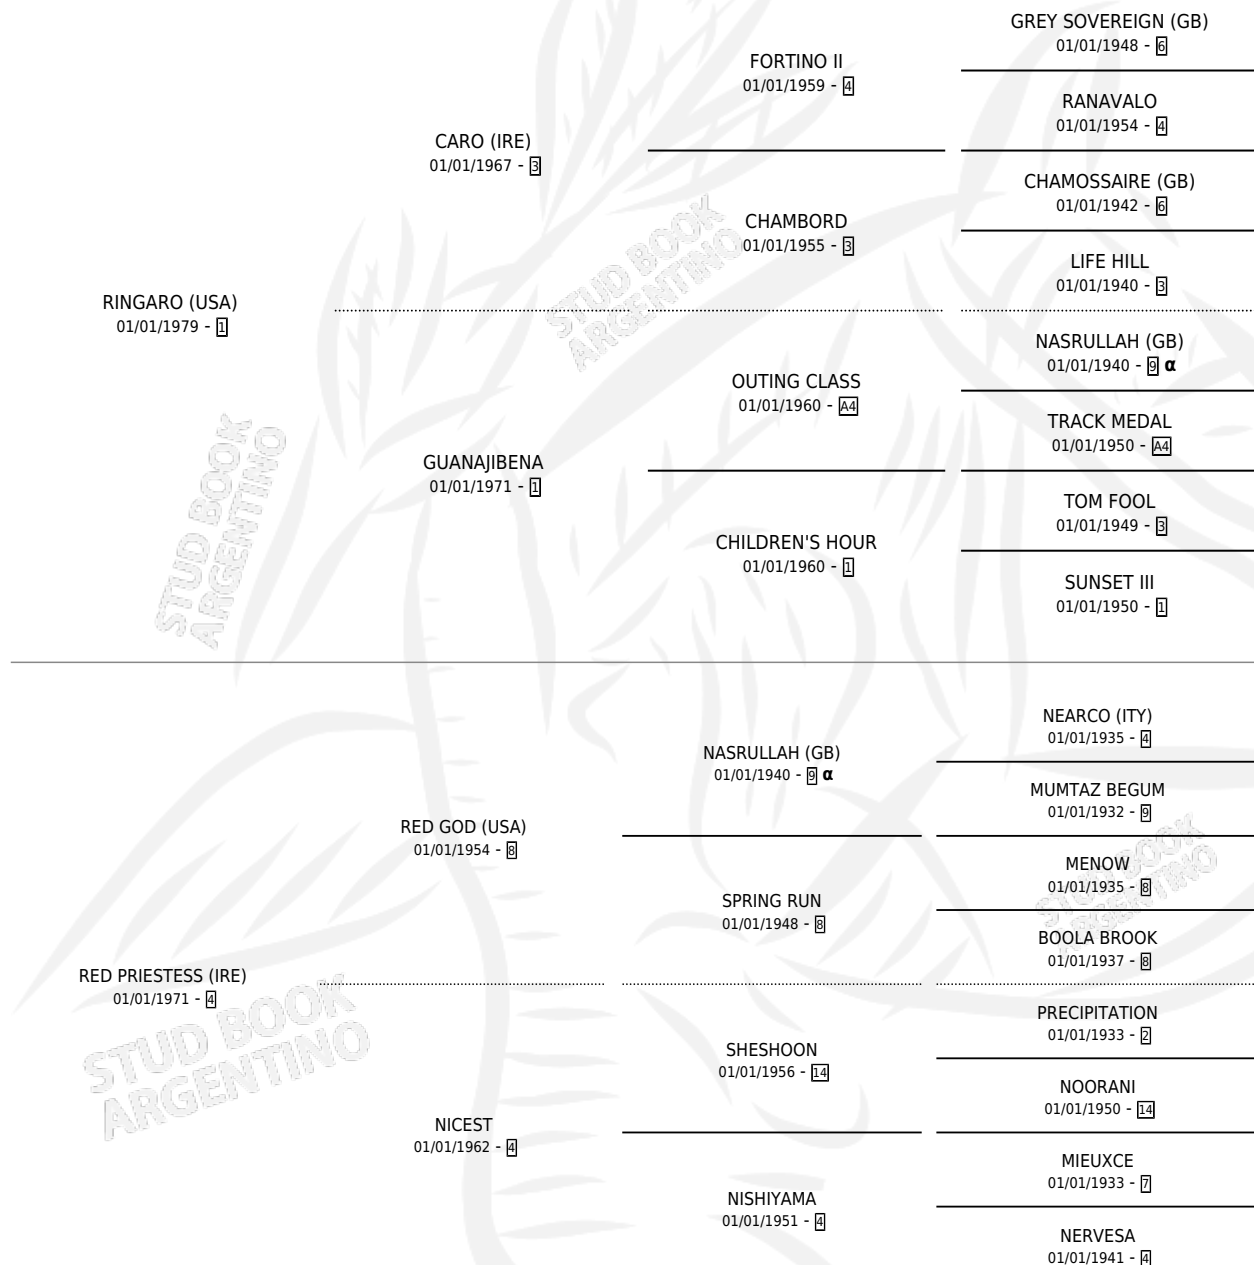 GREY SOVEREIGN (GB)
01/01/1948 - 6
FORTINO II
01/01/1959 - 4
RANAVALO
01/01/1954 - 4
CARO (IRE)
01/01/1967 - 3
CHAMOSSAIRE (GB)
01/01/1942 - 6
CHAMBORD
01/01/1955 - 3
LIFE HILL
01/01/1940 - 3
RINGARO (USA)
01/01/1979 - 1
NASRULLAH (GB)
01/01/1940 - 9 α
OUTING CLASS
01/01/1960 - A4
TRACK MEDAL
01/01/1950 - A4
GUANAJIBENA
01/01/1971 - 1
TOM FOOL
01/01/1949 - 3
CHILDREN'S HOUR
01/01/1960 - 1
SUNSET III
01/01/1950 - 1
NEARCO (ITY)
01/01/1935 - 4
NASRULLAH (GB)
01/01/1940 - 9 α
MUMTAZ BEGUM
01/01/1932 - 9
RED GOD (USA)
01/01/1954 - 8
MENOW
01/01/1935 - 8
SPRING RUN
01/01/1948 - 8
BOOLA BROOK
01/01/1937 - 8
RED PRIESTESS (IRE)
01/01/1971 - 4
PRECIPITATION
01/01/1933 - 2
SHESHOON
01/01/1956 - 14
NOORANI
01/01/1950 - 14
NICEST
01/01/1962 - 4
MIEUXCE
01/01/1933 - 7
NISHIYAMA
01/01/1951 - 4
NERVESA
01/01/1941 - 4
STUD BOOK
ARGENTINO
STUD BOOK
ARGENTINO
STUD BOOK
ARGENTINO
STUD BOOK
ARGENTINO